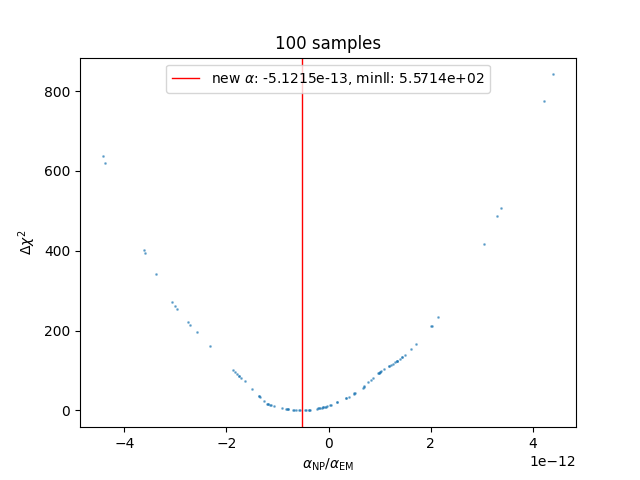 100 samples
new α: -5.1215e-13, minll: 5.5714e+02
Δχ²
800
600
400
200
0
−4
−2
0
2
4
1e−12
α_NP/α_EM